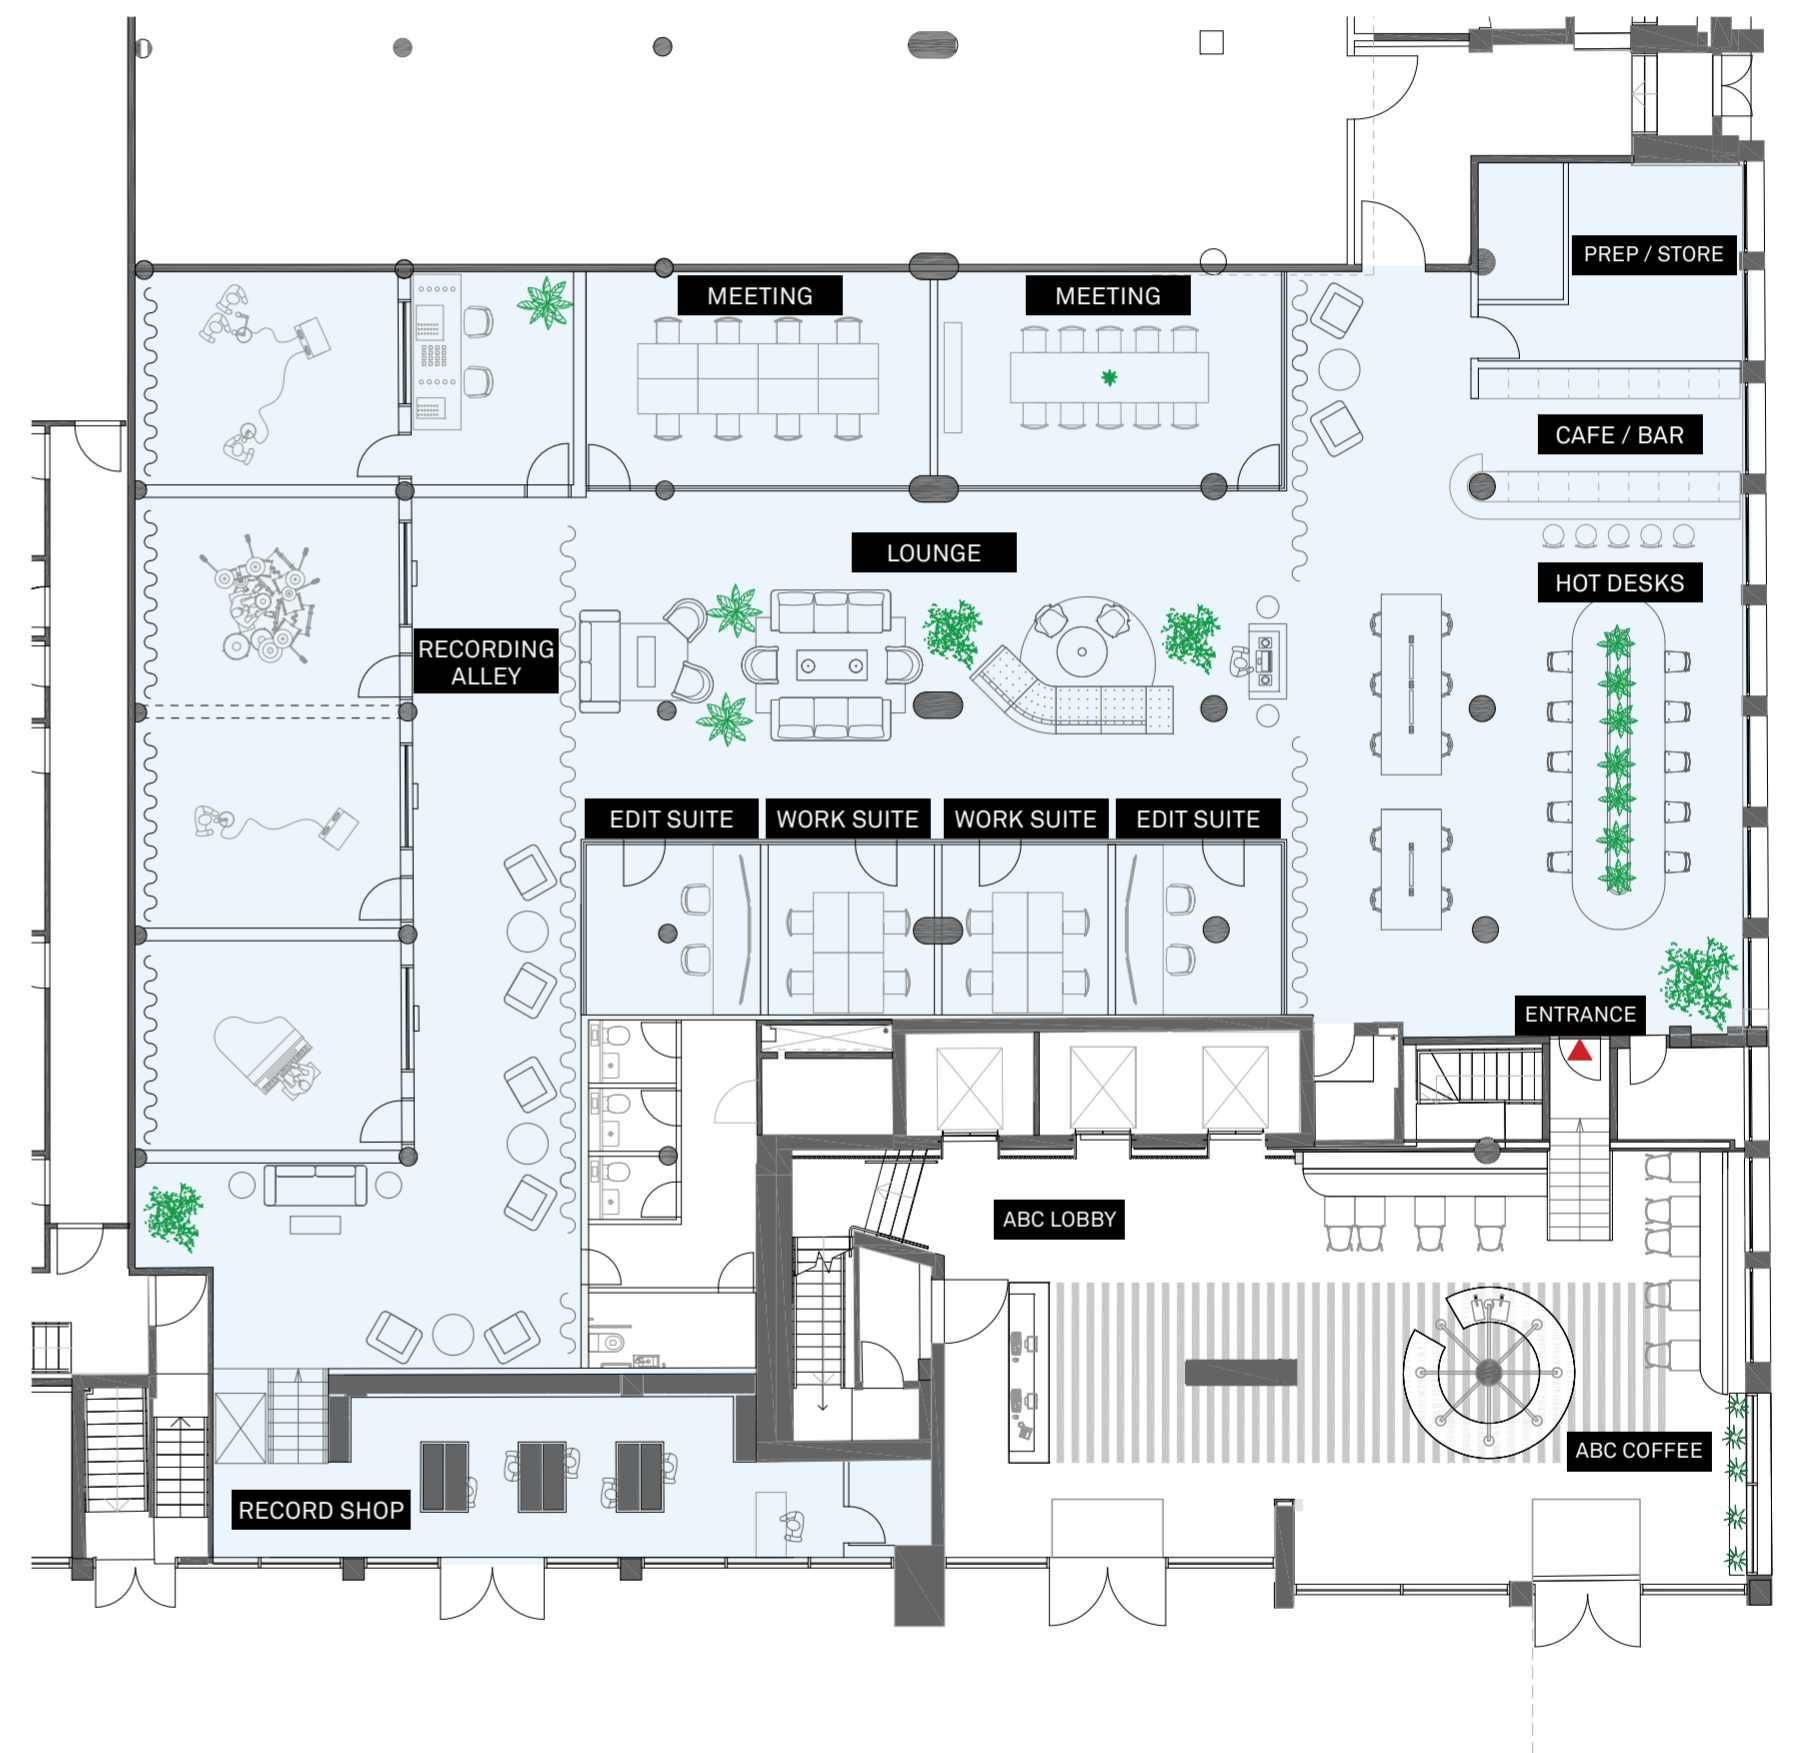 PREP / STORE
MEETING
MEETING
CAFE / BAR
LOUNGE
HOT DESKS
RECORDING
ALLEY
EDIT SUITE
WORK SUITE
WORK SUITE
EDIT SUITE
ENTRANCE
ABC LOBBY
ABC COFFEE
RECORD SHOP